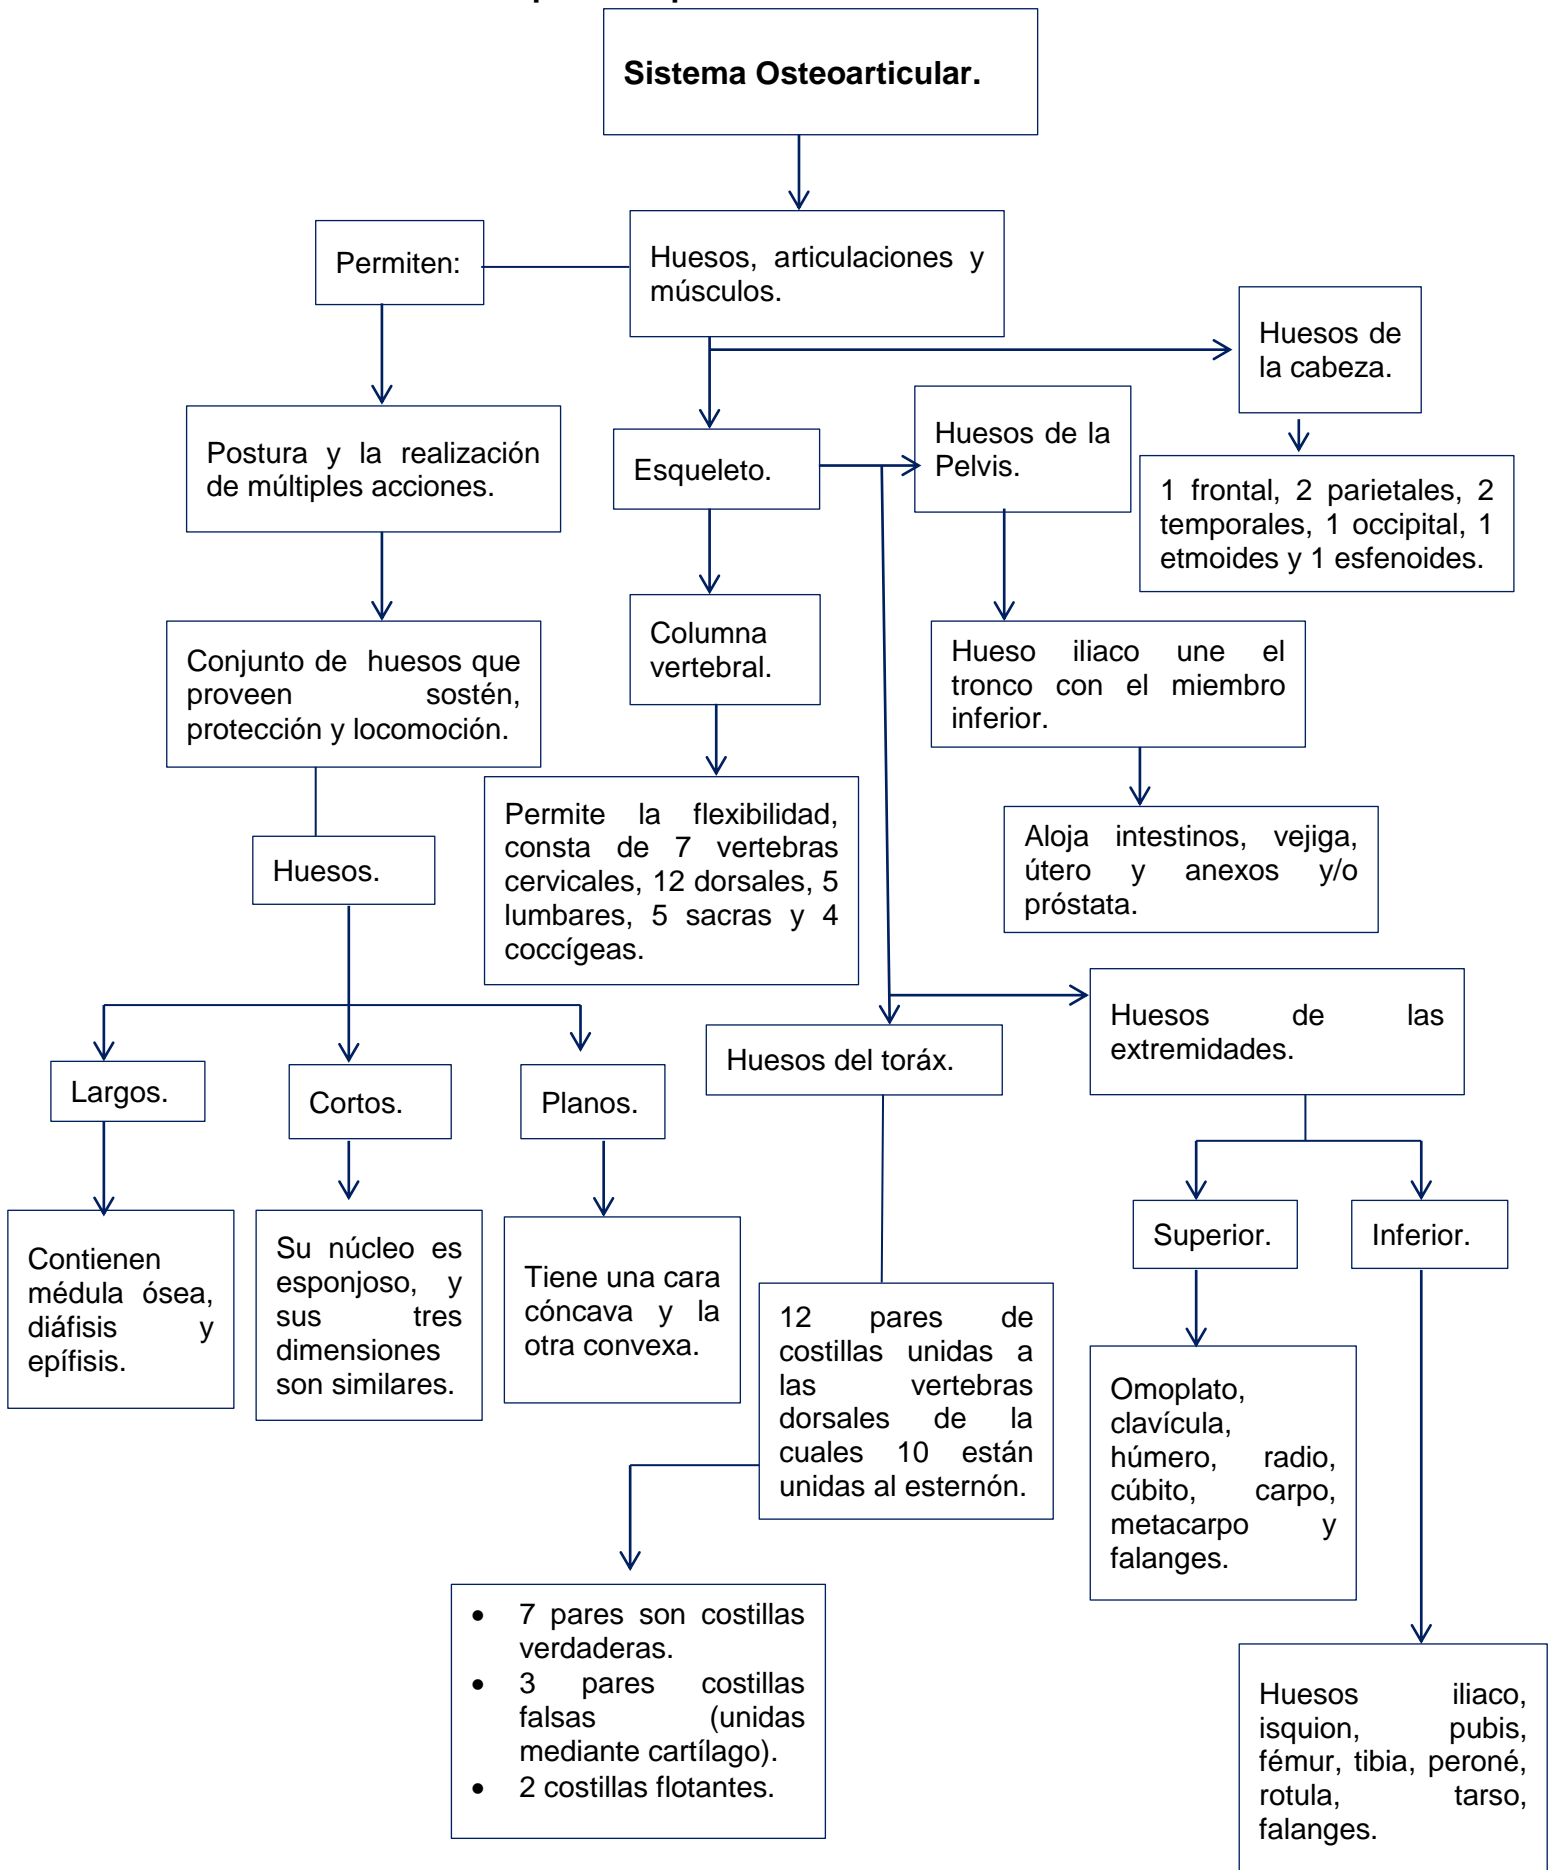 Sistema Osteoarticular.
Permiten:
Huesos, articulaciones y
músculos.
Huesos de
la cabeza.
Postura y la realización
de múltiples acciones.
Esqueleto.
Huesos de la
Pelvis.
1 frontal, 2 parietales, 2
temporales, 1 occipital, 1
etmoides y 1 esfenoides.
Conjunto de huesos que
proveen sostén,
protección y locomoción.
Columna
vertebral.
Hueso iliaco une el
tronco con el miembro
inferior.
Huesos.
Permite la flexibilidad,
consta de 7 vertebras
cervicales, 12 dorsales, 5
lumbares, 5 sacras y 4
coccígeas.
Aloja intestinos, vejiga,
útero y anexos y/o
próstata.
Largos.
Cortos.
Planos.
Huesos del toráx.
Huesos de las
extremidades.
Contienen
médula ósea,
diáfisis y
epífisis.
Su núcleo es
esponjoso, y
sus tres
dimensiones
son similares.
Tiene una cara
cóncava y la
otra convexa.
12 pares de
costillas unidas a
las vertebras
dorsales de la
cuales 10 están
unidas al esternón.
Superior.
Inferior.
Omoplato,
clavícula,
húmero, radio,
cúbito, carpo,
metacarpo y
falanges.
• 7 pares son costillas
verdaderas.
• 3 pares costillas
falsas (unidas
mediante cartílago).
• 2 costillas flotantes.
Huesos iliaco,
isquion, pubis,
fémur, tibia, peroné,
rotula, tarso,
falanges.